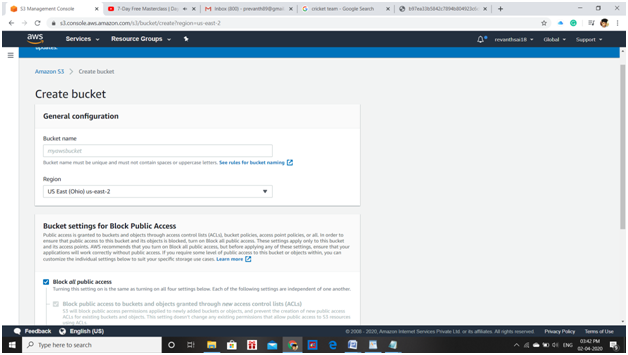 S3 Management Console
7-Day Free Masterclass | Da
Inbox (800) - prevanth89@gmai
cricket team - Google Search
b97ea33b5842c7894b804923cl
s3.console.aws.amazon.com/s3/bucket/create?region=us-east-2
aws Services Resource Groups revanthsai18 Global Support
updates.
Amazon S3 > Create bucket
Create bucket
General configuration
Bucket name
myawsbucket
Bucket name must be unique and must not contain spaces or uppercase letters. See rules for bucket naming
Region
US East (Ohio) us-east-2
Bucket settings for Block Public Access
Public access is granted to buckets and objects through access control lists (ACLs), bucket policies, access point policies, or all. In order to
ensure that public access to this bucket and its objects is blocked, turn on Block all public access. These settings apply only to this bucket
and its access points. AWS recommends that you turn on Block all public access, but before applying any of these settings, ensure that your
applications will work correctly without public access. If you require some level of public access to this bucket or objects within, you can
customize the individual settings below to suit your specific storage use cases. Learn more
Block all public access
Turning this setting on is the same as turning on all four settings below. Each of the following settings are independent of one another.
Block public access to buckets and objects granted through new access control lists (ACLs)
S3 will block public access permissions applied to newly added buckets or objects, and prevent the creation of new public access
ACLs for existing buckets and objects. This setting doesn't change any existing permissions that allow public access to S3 resources
using ACLs.
Feedback English (US) © 2008 - 2020, Amazon Internet Services Private Ltd. or its affiliates. All rights reserved. Privacy Policy Terms of Use
Type here to search
ENG
03:42 PM
02-04-2020